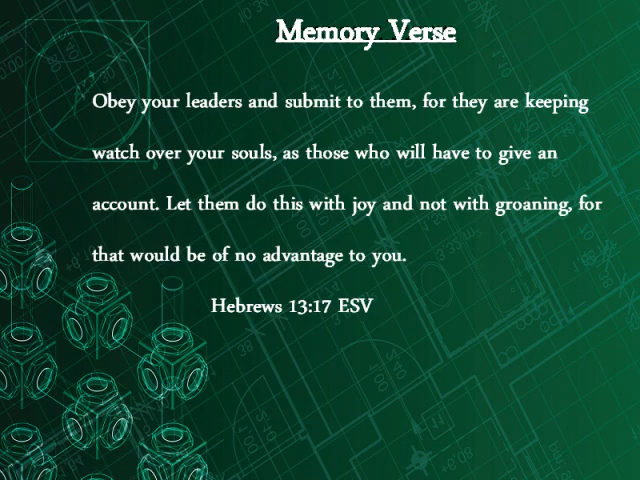 Memory Verse
Obey your leaders and submit to them, for they are keeping
watch over your souls, as those who will have to give an
account. Let them do this with joy and not with groaning, for
that would be of no advantage to you.
Hebrews 13:17 ESV